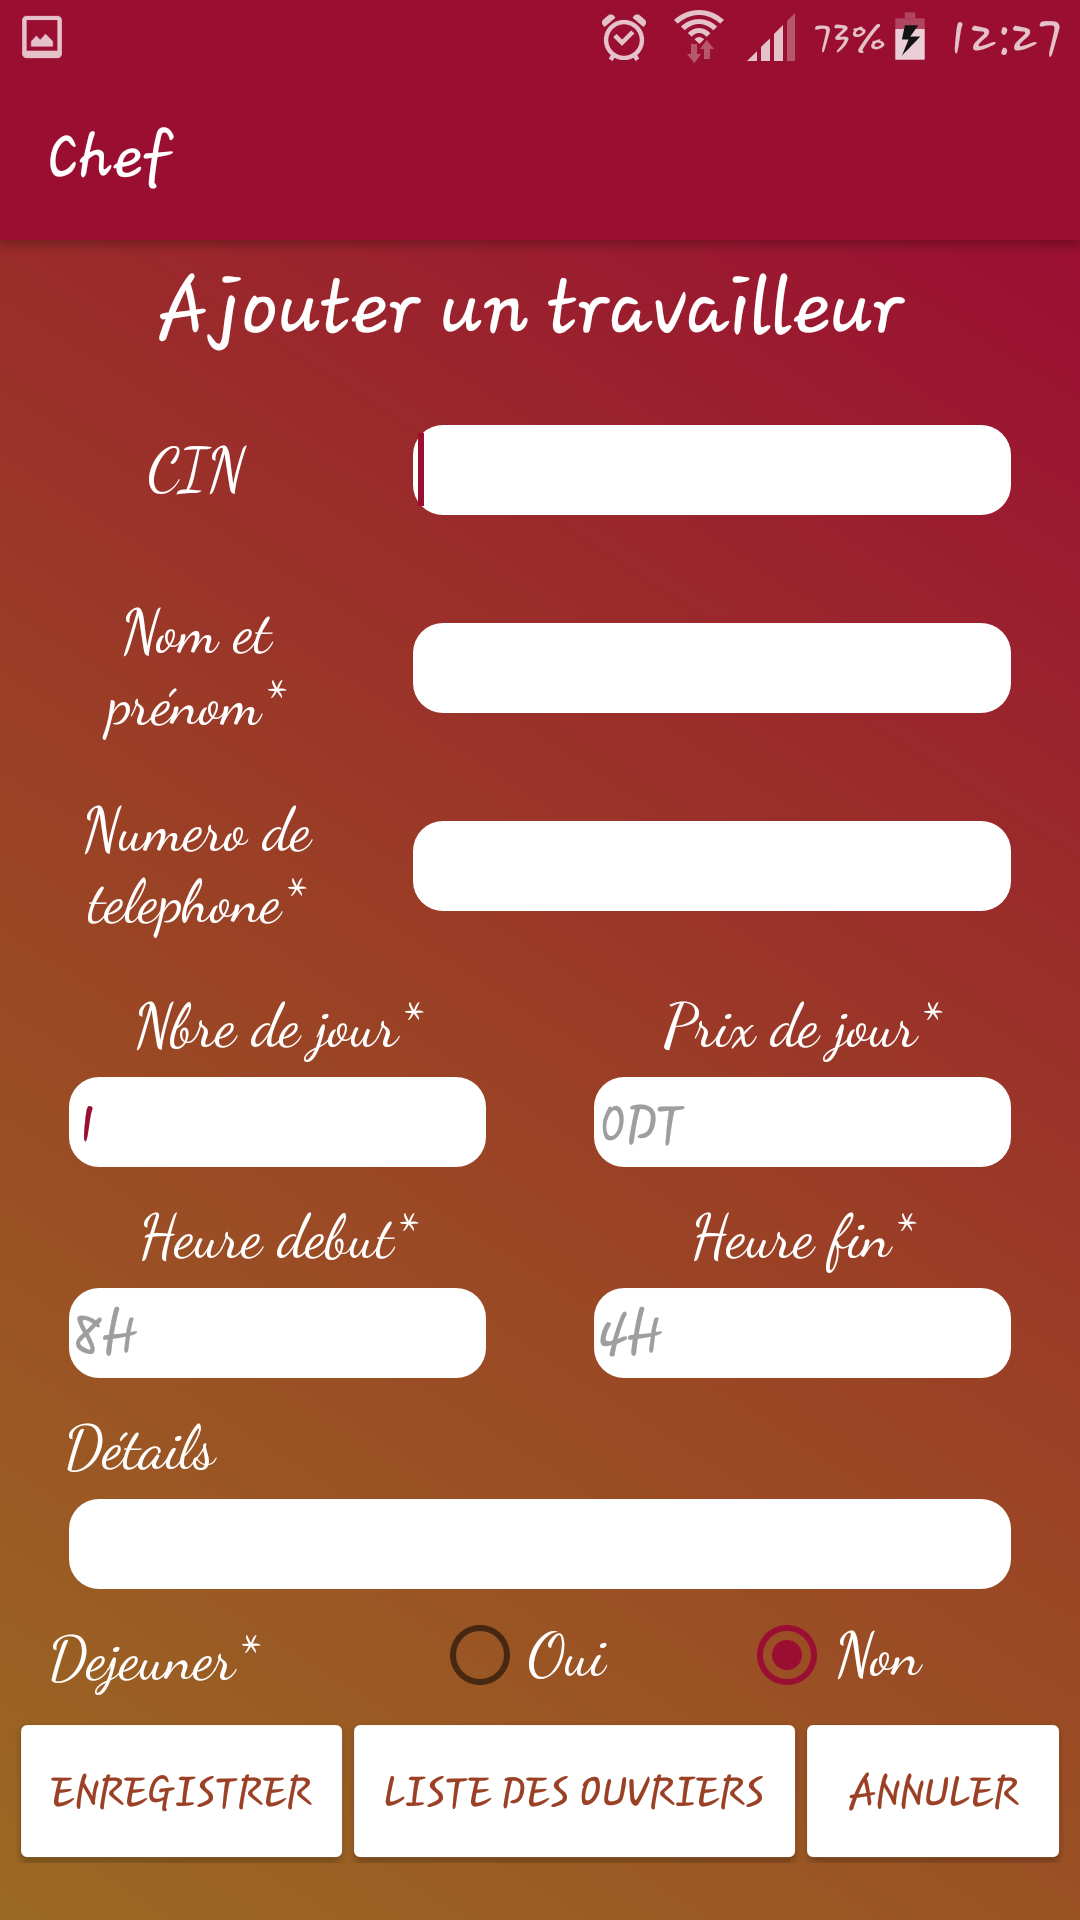 73% 12:27
Chef
Ajouter un travailleur
CIN
Nom et
prénom*
Numero de
telephone*
Nbre de jour* Prix de jour*
1 0DT
Heure debut* Heure fin*
8H 4H
Détails
Dejeuner* Oui Non
ENREGISTRER LISTE DES OUVRIERS ANNULER